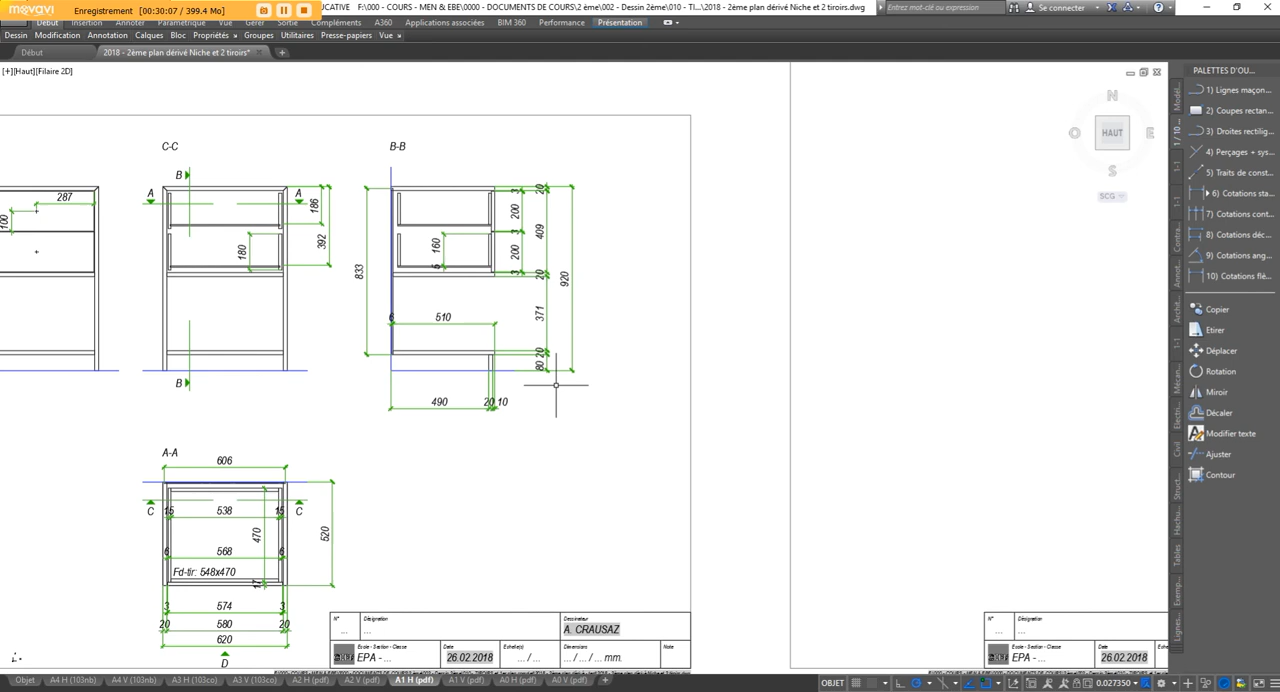 movavi Enregistrement [00:30:07 / 399.4 Mo] UCATIVE F:\000 - COURS - MEN & EBE\0000 - DOCUMENTS DE COURS\2 ème\002 - Dessin 2ème\010 - Ti...\2018 - 2ème plan dérivé Niche et 2 tiroirs.dwg Entrez mot-clé ou expression Se connecter
Début Insertion Annoter Paramétrique Vue Gérer Sortie Compléments A360 Applications associées BIM 360 Performance Présentation
Dessin Modification Annotation Calques Bloc Propriétés Groupes Utilitaires Presse-papiers Vue
Début 2018 - 2ème plan dérivé Niche et 2 tiroirs*
[+][Haut][Filaire 2D]
PALETTES D'OU...
1) Lignes maçon...
2) Coupes rectan...
3) Droites rectilig...
4) Perçages + sys...
5) Traits de const...
6) Cotations sta...
7) Cotations cont...
8) Cotations déc...
9) Cotations ang...
10) Cotations flè...
Copier
Etirer
Déplacer
Rotation
Miroir
Décaler
Modifier texte
Ajuster
Contour
N
O HAUT E
S
SCG
C-C B-B
B
A A
287
100
186
392
180
B
833
160
5
3
200
3
200
3
20
409
20
371
20
80
920
6 510
490 20 10
A-A
606
C C
15 538 15
470
520
6 568 6
Fd-tir: 548x470
17
3 574 3
20 580 20
620
D
N° Désignation Dessinateur
... ... A. CRAUSAZ
Ecole - Section - Classe Date Echelle(s) Dimensions Note
EPA - ... 26.02.2018 ... / ... ... / ... / ... mm.
N° Désignation
... ...
Ecole - Section - Classe Date
EPA - ... 26.02.2018
Objet A4 H (103nb) A4 V (103nb) A3 H (103co) A3 V (103co) A2 H (pdf) A2 V (pdf) A1 H (pdf) A1 V (pdf) A0 H (pdf) A0 V (pdf) + OBJET 0.027350